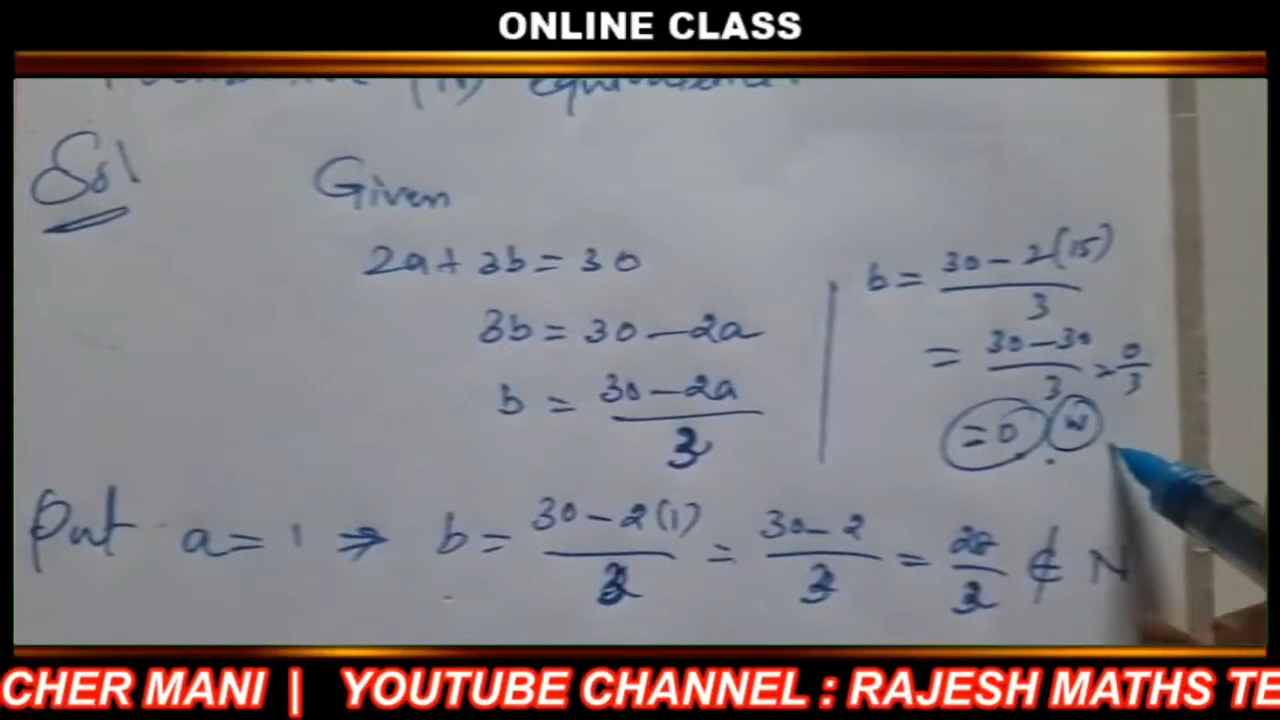 ONLINE CLASS
(iv) equivalence
Sol
Given
2a + 3b = 30
3b = 30 - 2a
b = 30 - 2a / 3
b = 30 - 2(15) / 3
= 30 - 30 / 3 = 0/3
= 0 N
Put a = 1 ⇒ b = 30 - 2(1) / 3 = 30 - 2 / 3 = 28/3 ∉ N
CHER MANI | YOUTUBE CHANNEL : RAJESH MATHS TE